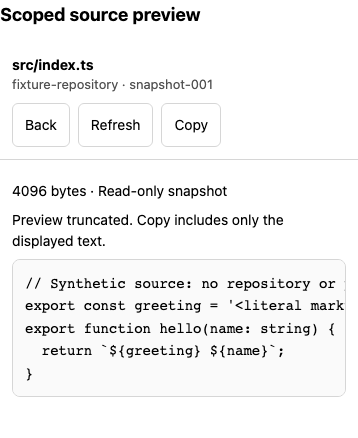 Scoped source preview
src/index.ts
fixture-repository · snapshot-001
Back Refresh Copy
4096 bytes · Read-only snapshot
Preview truncated. Copy includes only the
displayed text.
// Synthetic source: no repository or
export const greeting = '<literal mark
export function hello(name: string) {
  return `${greeting} ${name}`;
}